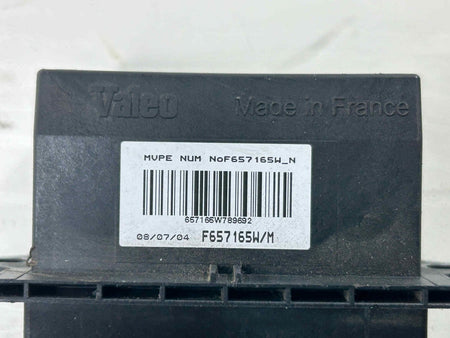 Valeo Made in France
MVPE NUM NoF657165W_N
657165W789692
08/07/04 F657165W/M